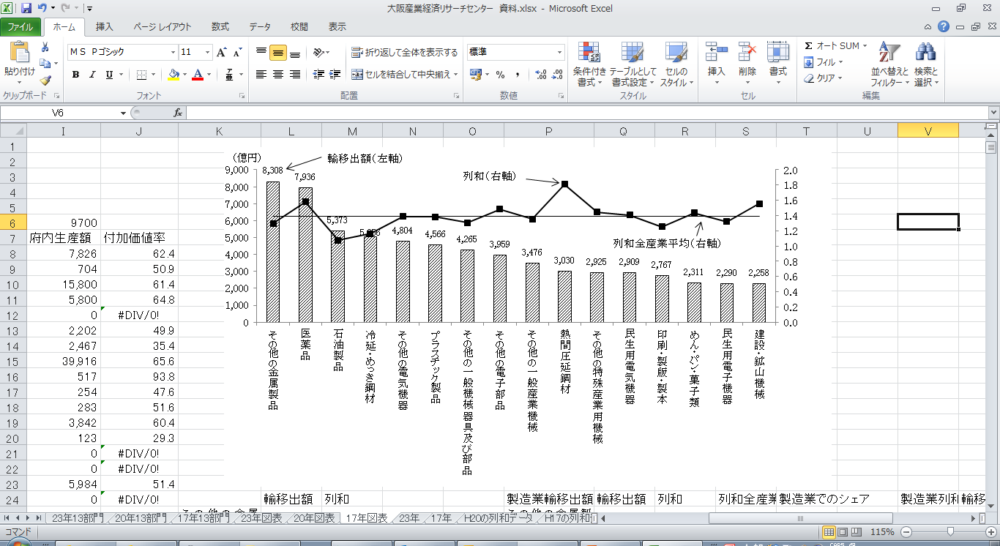 大阪産業経済リサーチセンター 資料.xlsx - Microsoft Excel
ファイル ホーム 挿入 ページ レイアウト 数式 データ 校閲 表示
貼り付け
クリップボード
ＭＳ Ｐゴシック 11
B I U A
フォント
折り返して全体を表示する
セルを結合して中央揃え
配置
標準
%
数値
条件付き書式 テーブルとして書式設定 セルのスタイル
スタイル
挿入 削除 書式
セル
Σ オート SUM
フィル
クリア
並べ替えとフィルター 検索と選択
編集
V6 fx
I J K L M N O P Q R S T U V
1
2
3
4
5
6 9700
7 府内生産額 付加価値率
8 7,826 62.4
9 704 50.9
10 15,800 61.4
11 5,800 64.8
12 0 #DIV/0!
13 2,202 49.9
14 2,467 35.4
15 39,916 65.6
16 517 93.8
17 254 47.6
18 283 51.6
19 3,842 60.4
20 123 29.3
21 0 #DIV/0!
22 0 #DIV/0!
23 5,984 51.4
24 0 #DIV/0!
（億円）
輸移出額（左軸）
列和（右軸）
列和全産業平均（右軸）
9,000
8,000
7,000
6,000
5,000
4,000
3,000
2,000
1,000
0
8,308
7,936
5,373
4,804
4,566
4,265
3,959
3,476
3,030
2,925
2,909
2,767
2,311
2,290
2,258
2.0
1.8
1.6
1.4
1.2
1.0
0.8
0.6
0.4
0.2
0.0
その他の金属製品
医薬品
石油製品
冷延・めっき鋼材
その他の電気機器
プラスチック製品
その他の一般機械器具及び部品
その他の電子部品
その他の一般産業機械
熱間圧延鋼材
その他の特殊産業用機械
民生用電気機器
印刷・製版・製本
めん・パン・菓子類
民生用電子機器
建設・鉱山機械
輸移出額 列和 製造業輸移出額 輸移出額 列和 列和全産業 製造業でのシェア 製造業列和 輸移
その他の金属
23年13部門 20年13部門 17年13部門 23年図表 20年図表 17年図表 23年 17年 H20の列和データ H17の列和
コマンド 115%